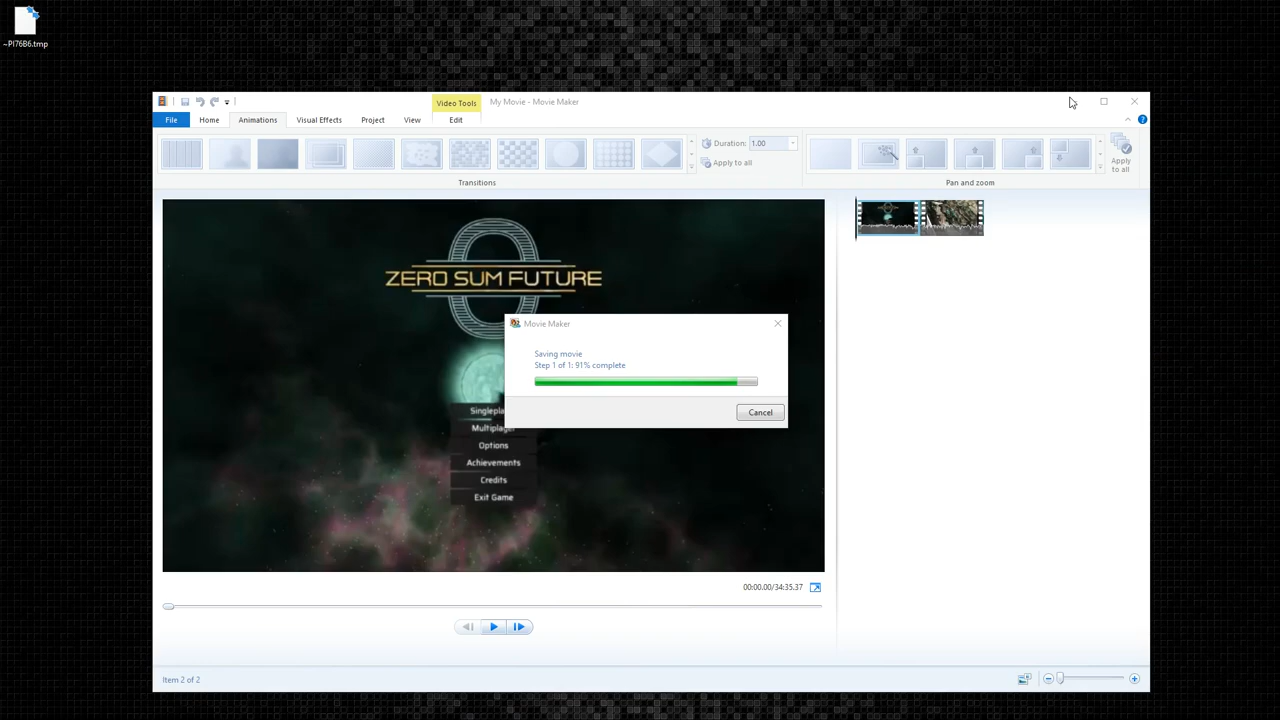 ~PI76B6.tmp
Video Tools
My Movie - Movie Maker
File
Home
Animations
Visual Effects
Project
View
Edit
Duration:
1.00
Apply to all
Apply
to all
Transitions
Pan and zoom
ZERO SUM FUTURE
Movie Maker
Saving movie
Step 1 of 1: 91% complete
Cancel
Singlepla
Multiplayer
Options
Achievements
Credits
Exit Game
00:00.00/34:35.37
Item 2 of 2